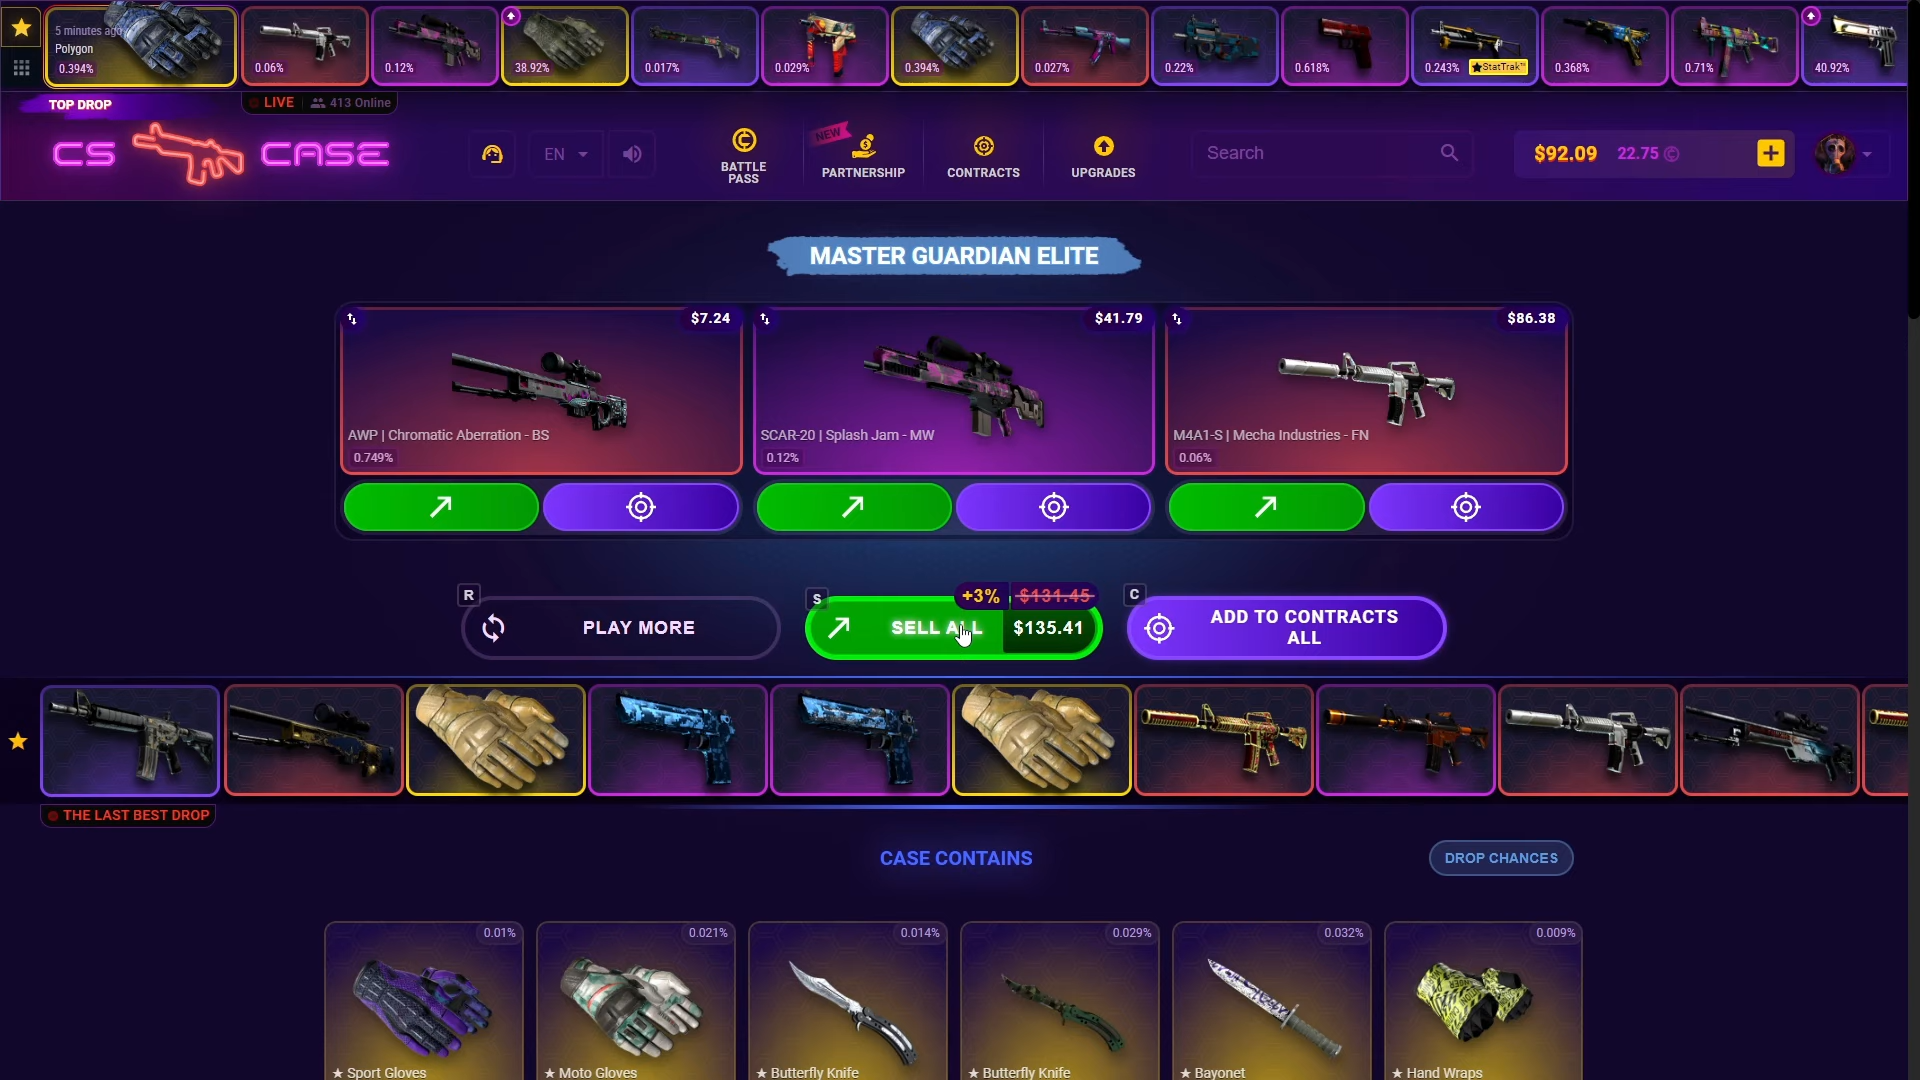 5 minutes ago
Polygon
0.394%
0.06%
0.12%
38.92%
0.017%
0.029%
0.394%
0.027%
0.22%
0.618%
0.243%
★StatTrak™
0.368%
0.71%
40.92%
TOP DROP
LIVE
413 Online
CS CASE
EN
BATTLE
PASS
NEW
PARTNERSHIP
CONTRACTS
UPGRADES
Search
$92.09
22.75
MASTER GUARDIAN ELITE
$7.24
AWP | Chromatic Aberration - BS
0.749%
$41.79
SCAR-20 | Splash Jam - MW
0.12%
$86.38
M4A1-S | Mecha Industries - FN
0.06%
R
PLAY MORE
S
+3%
$131.45
SELL ALL
$135.41
C
ADD TO CONTRACTS
ALL
THE LAST BEST DROP
CASE CONTAINS
DROP CHANCES
0.01%
★ Sport Gloves
0.021%
★ Moto Gloves
0.014%
★ Butterfly Knife
0.029%
★ Butterfly Knife
0.032%
★ Bayonet
0.009%
★ Hand Wraps